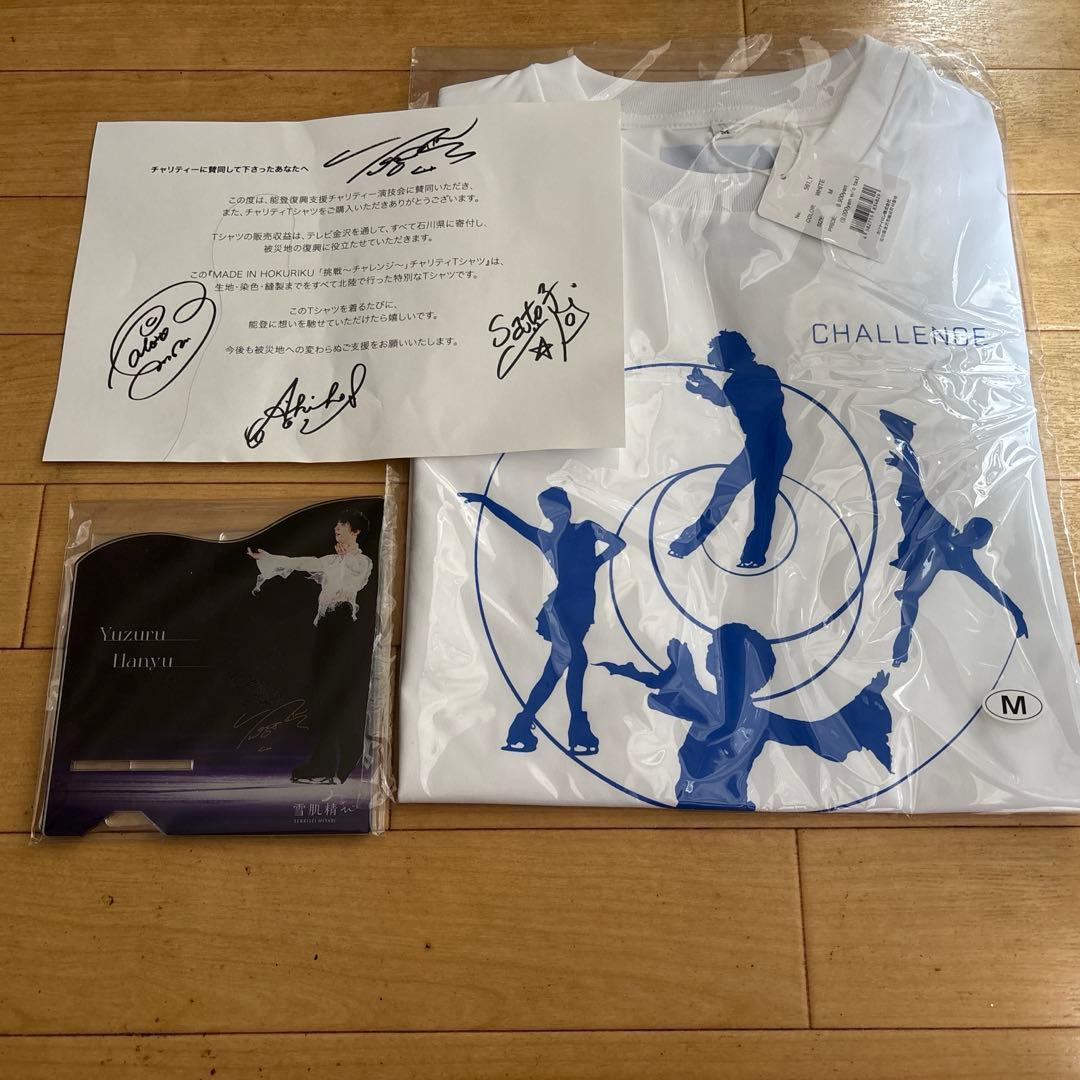 チャリティーに賛同して下さったあなたへ
この度は、能登復興支援チャリティー演技会に賛同いただき、
また、チャリティTシャツをご購入いただきありがとうございます。
Tシャツの販売収益は、テレビ金沢を通して、すべて石川県に寄付し、
被災地の復興に役立たせていただきます。
この『MADE IN HOKURIKU「挑戦～チャレンジ～」チャリティTシャツ』は、
生地・染色・縫製までをすべて北陸で行った特別なTシャツです。
このTシャツを着るたびに、
能登に想いを馳せていただけたら嬉しいです。
今後も被災地への変わらぬご支援をお願いいたします。
Satoko
Akiko
M
No.
COLOR: WHITE
SIZE: M
PRICE:
CHALLENGE
M
Yuzuru
Hanyu
雪肌精
SEKKISEI MIYABI